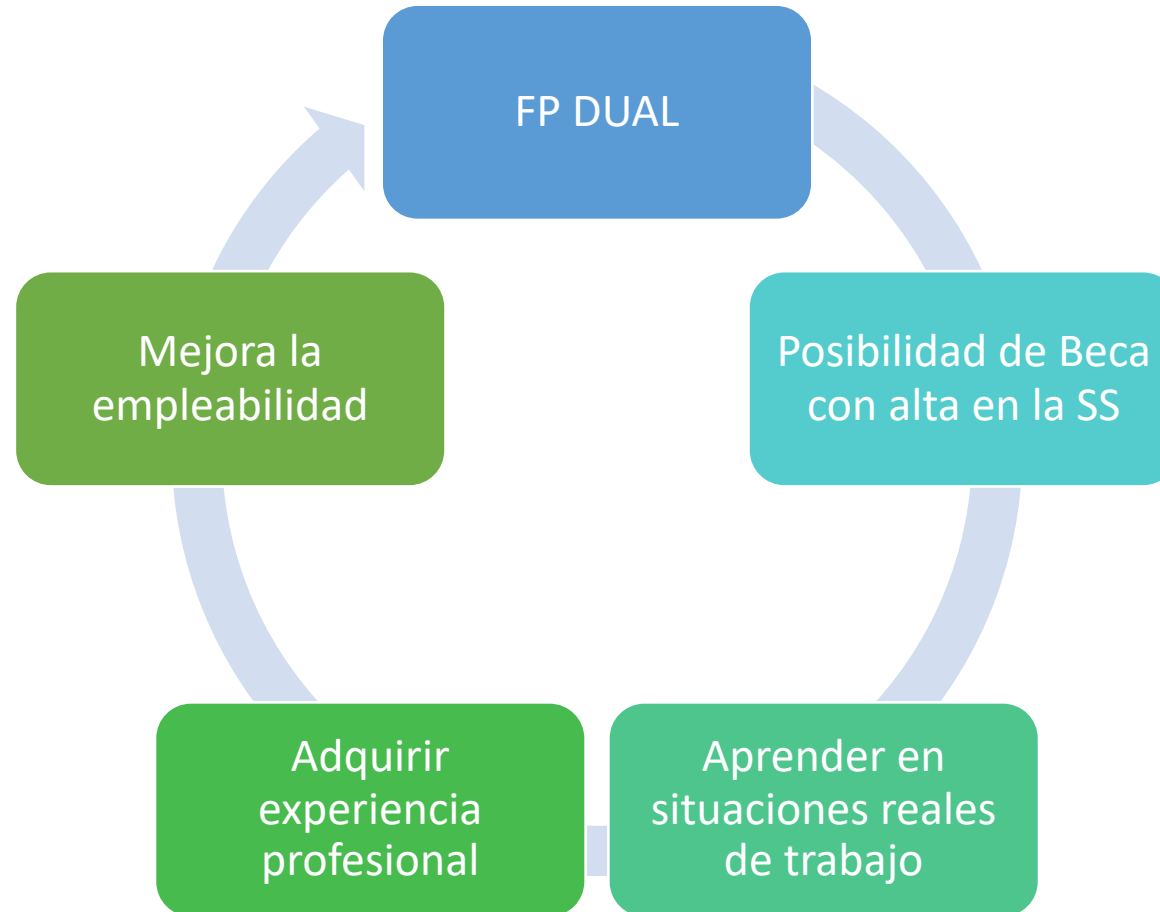 FP DUAL
Posibilidad de Beca
con alta en la SS
Aprender en
situaciones reales
de trabajo
Adquirir
experiencia
profesional
Mejora la
empleabilidad